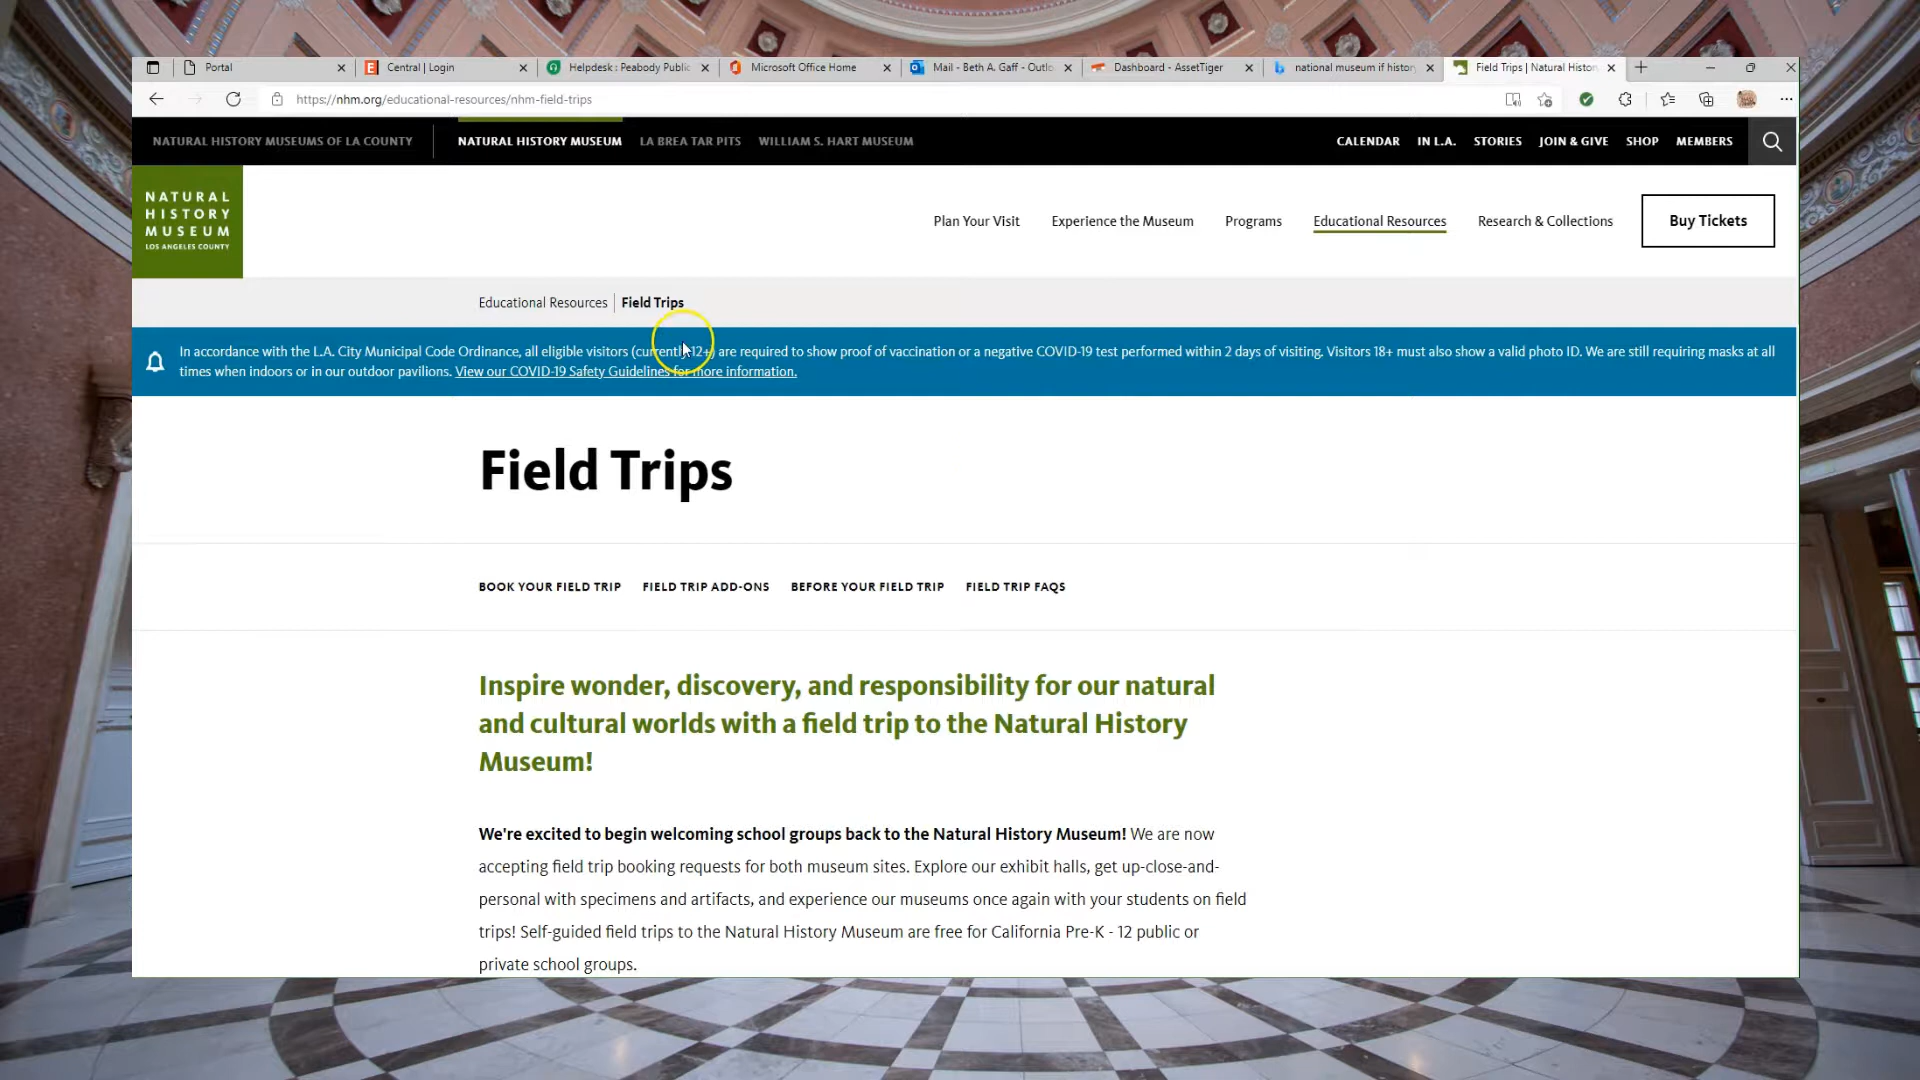 Portal
Central | Login
Helpdesk : Peabody Public
Microsoft Office Home
Mail - Beth A. Gaff - Outlo
Dashboard - AssetTiger
national museum if history
Field Trips | Natural History
https://nhm.org/educational-resources/nhm-field-trips
NATURAL HISTORY MUSEUMS OF LA COUNTY
NATURAL HISTORY MUSEUM
LA BREA TAR PITS
WILLIAM S. HART MUSEUM
CALENDAR
IN L.A.
STORIES
JOIN & GIVE
SHOP
MEMBERS
NATURAL
HISTORY
MUSEUM
LOS ANGELES COUNTY
Plan Your Visit
Experience the Museum
Programs
Educational Resources
Research & Collections
Buy Tickets
Educational Resources
Field Trips
In accordance with the L.A. City Municipal Code Ordinance, all eligible visitors (currently 12+) are required to show proof of vaccination or a negative COVID-19 test performed within 2 days of visiting. Visitors 18+ must also show a valid photo ID. We are still requiring masks at all
times when indoors or in our outdoor pavilions. View our COVID-19 Safety Guidelines for more information.
Field Trips
BOOK YOUR FIELD TRIP
FIELD TRIP ADD-ONS
BEFORE YOUR FIELD TRIP
FIELD TRIP FAQS
Inspire wonder, discovery, and responsibility for our natural
and cultural worlds with a field trip to the Natural History
Museum!
We're excited to begin welcoming school groups back to the Natural History Museum! We are now
accepting field trip booking requests for both museum sites. Explore our exhibit halls, get up-close-and-
personal with specimens and artifacts, and experience our museums once again with your students on field
trips! Self-guided field trips to the Natural History Museum are free for California Pre-K - 12 public or
private school groups.